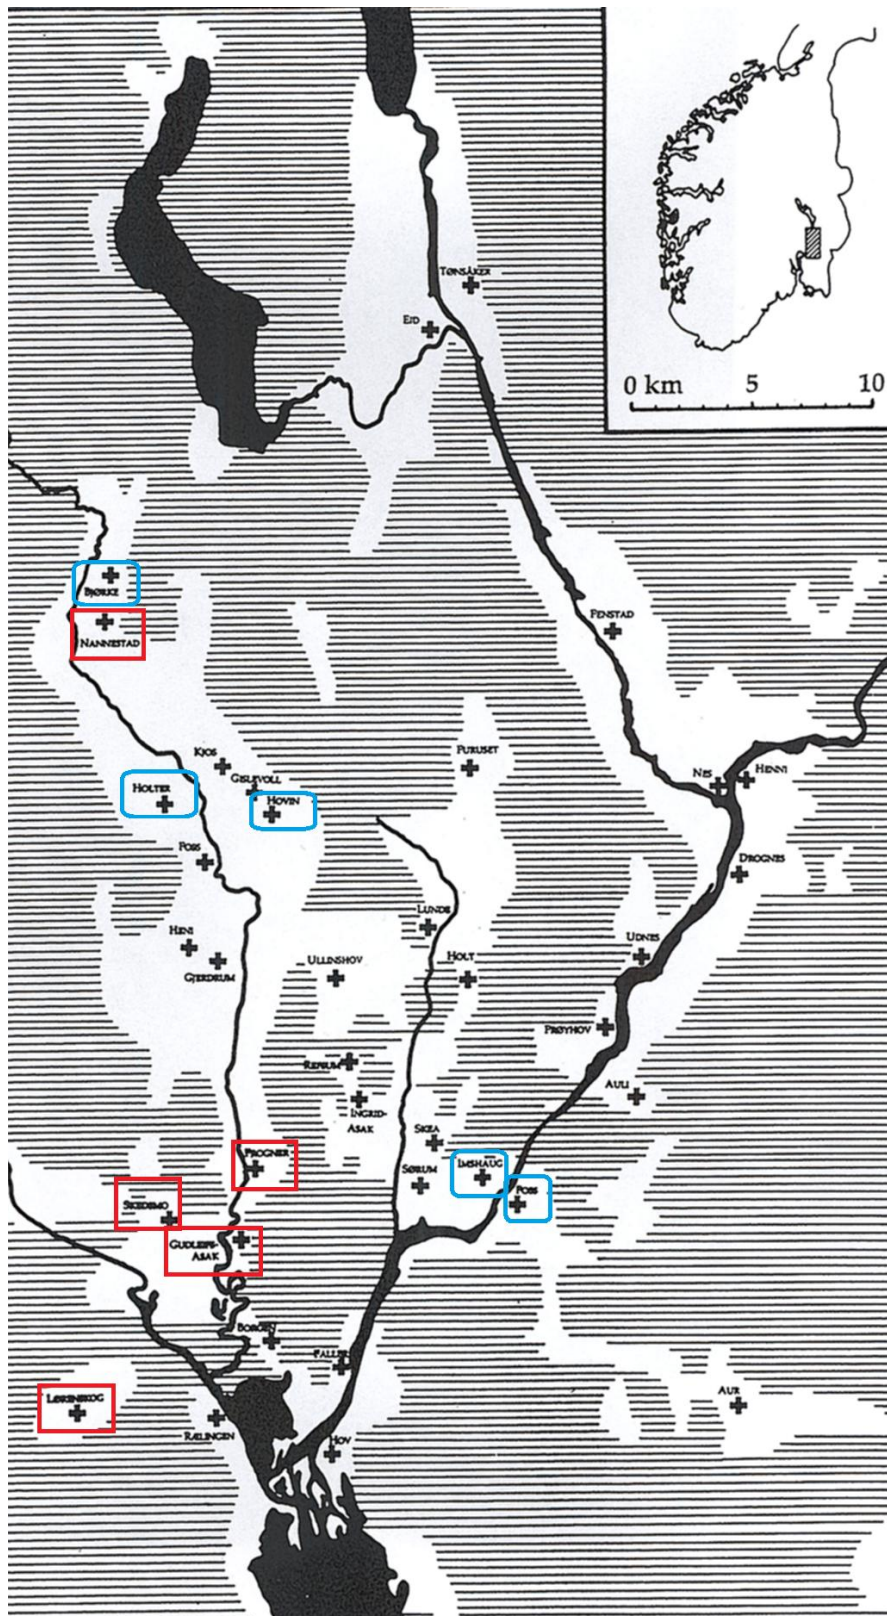 TØNSÅKER
EID
0 km 5 10
BJØRKE
NANNESTAD
FENSTAD
KJOS
FURUSET
GISLEVOLL
HOLTER
HOVIN
NES
HENNI
FOSS
DROGNES
LUNDE
HENI
UDNES
ULLINSHOV
HOLT
GJERDRUM
FRØYHOV
REFSUM
AULI
INGRID-
ASAK
SKEA
FROGNER
IMSHAUG
SØRUM
FOSS
SKEDSMO
GUDLEIFS-
ASAK
BORGEN
FALLER
LØRENSKOG
AUR
RÆLINGEN
HOV